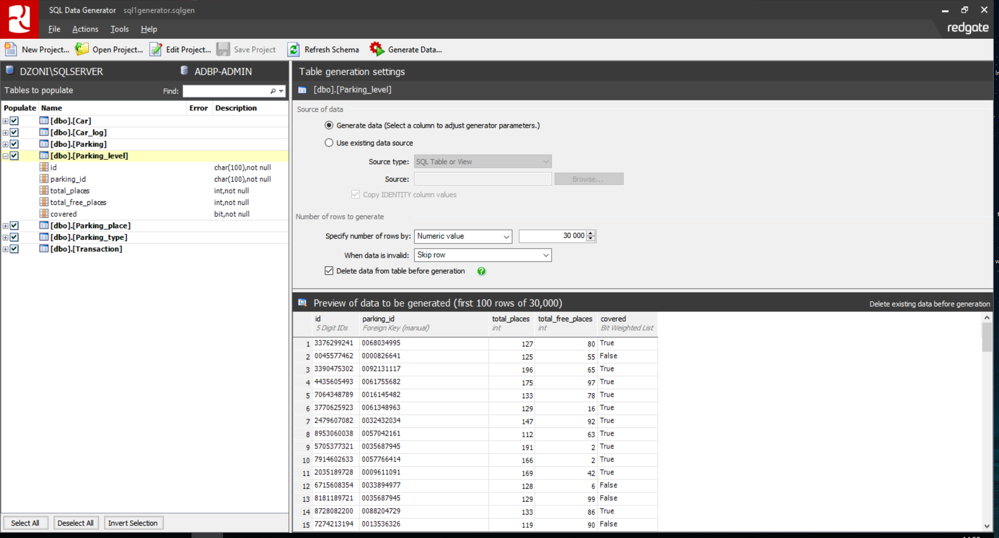 SQL Data Generator sql1generator.sqlgen
File Actions Tools Help
redgate
New Project... Open Project... Edit Project... Save Project Refresh Schema Generate Data...
DZONI\SQLSERVER ADBP-ADMIN
Tables to populate Find:
Populate Name Error Description
[dbo].[Car]
[dbo].[Car_log]
[dbo].[Parking]
[dbo].[Parking_level]
id char(100),not null
parking_id char(100),not null
total_places int,not null
total_free_places int,not null
covered bit,not null
[dbo].[Parking_place]
[dbo].[Parking_type]
[dbo].[Transaction]
Select All Deselect All Invert Selection
Table generation settings
[dbo].[Parking_level]
Source of data
Generate data (Select a column to adjust generator parameters.)
Use existing data source
Source type: SQL Table or View
Source: Browse...
Copy IDENTITY column values
Number of rows to generate
Specify number of rows by: Numeric value 30 000
When data is invalid: Skip row
Delete data from table before generation
Preview of data to be generated (first 100 rows of 30,000) Delete existing data before generation
id parking_id total_places total_free_places covered
5 Digit IDs Foreign Key (manual) int int Bit Weighted List
1 3376299241 0068034995 127 80 True
2 0045577462 0000826641 125 55 False
3 3390475302 0092131117 196 65 True
4 4435605493 0061755682 175 97 True
5 7064348789 0016145482 133 78 True
6 3770625923 0061348963 129 16 True
7 2479607082 0032432034 147 92 True
8 8953060038 0057042161 112 63 True
9 5705377321 0035687945 191 2 True
10 7914602633 0057766414 166 2 True
11 2035189728 0009611091 169 42 True
12 6715608354 0033894977 128 6 False
13 8181189721 0035687945 129 99 False
14 8728082200 0088204729 133 86 True
15 7274213194 0013536326 119 90 False